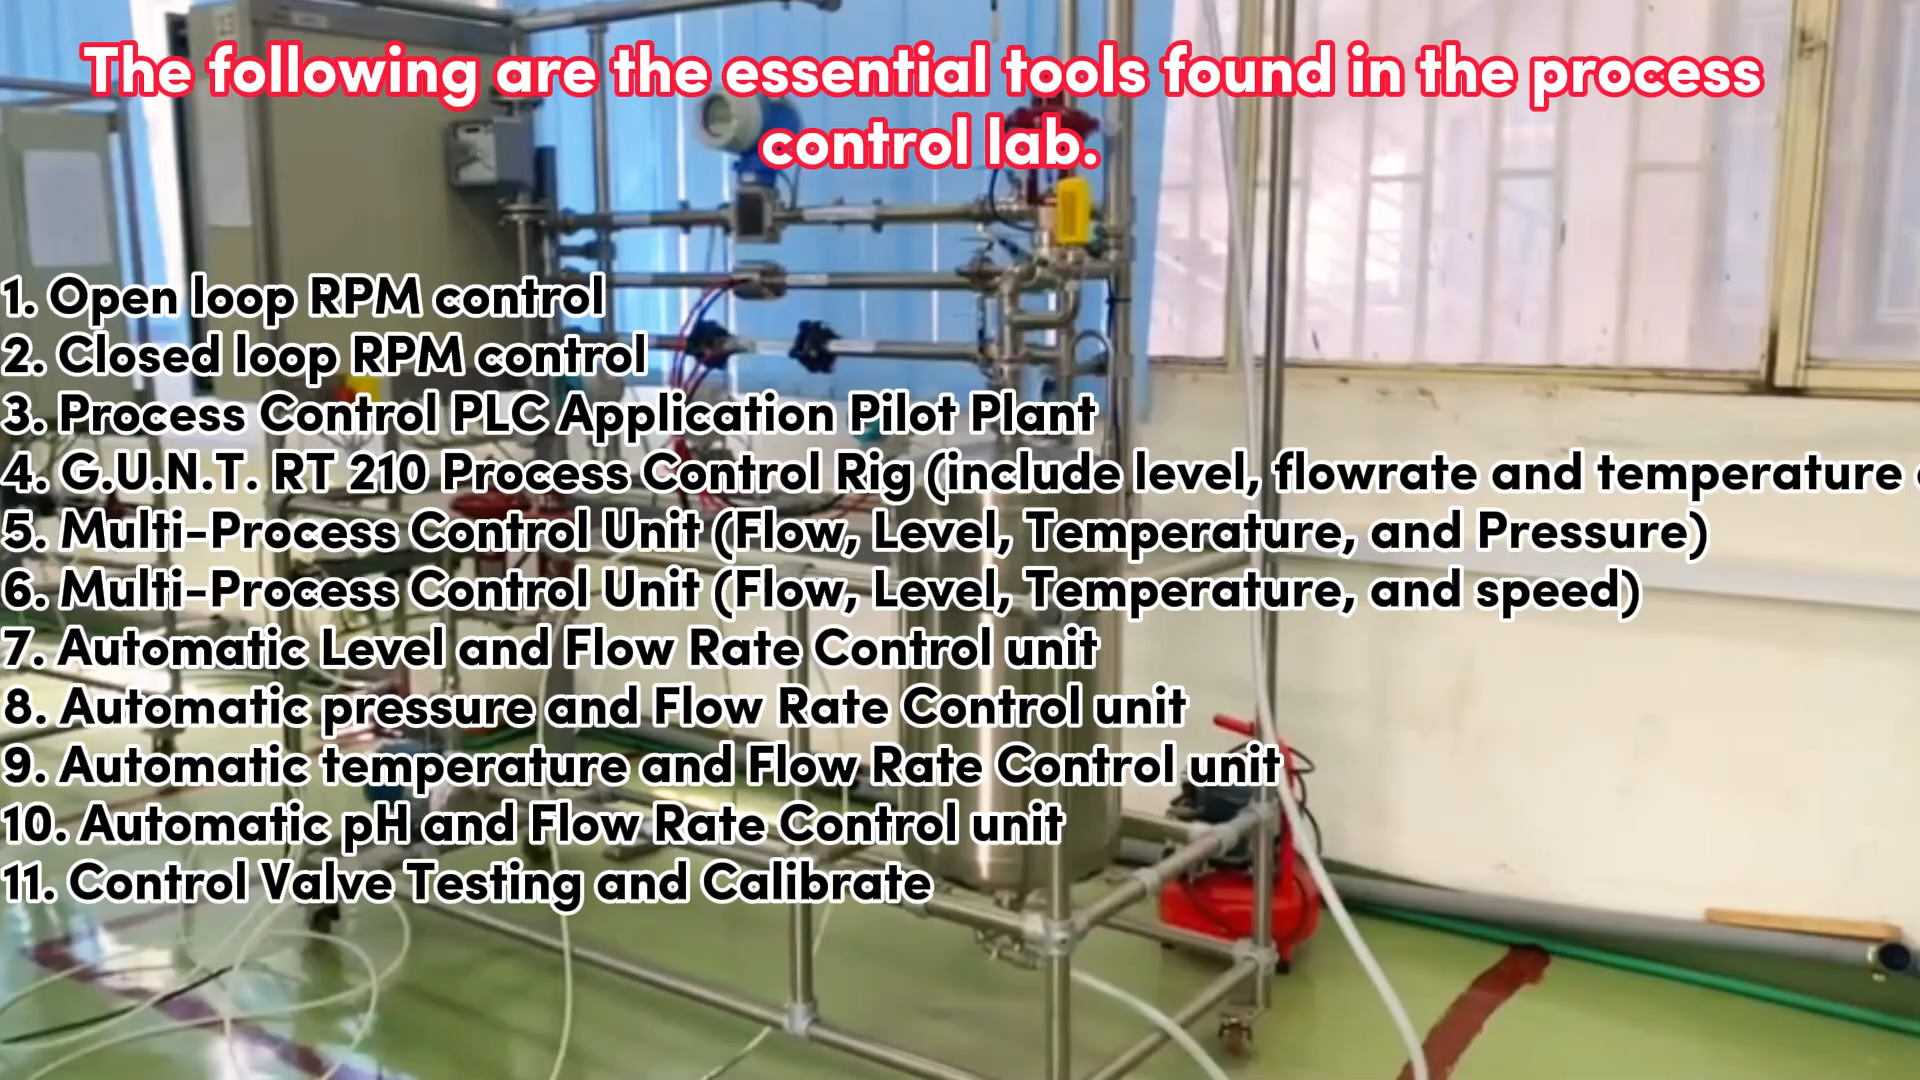 The following are the essential tools found in the process
control lab.
1. Open loop RPM control
2. Closed loop RPM control
3. Process Control PLC Application Pilot Plant
4. G.U.N.T. RT 210 Process Control Rig (include level, flowrate and temperature
5. Multi-Process Control Unit (Flow, Level, Temperature, and Pressure)
6. Multi-Process Control Unit (Flow, Level, Temperature, and speed)
7. Automatic Level and Flow Rate Control unit
8. Automatic pressure and Flow Rate Control unit
9. Automatic temperature and Flow Rate Control unit
10. Automatic pH and Flow Rate Control unit
11. Control Valve Testing and Calibrate